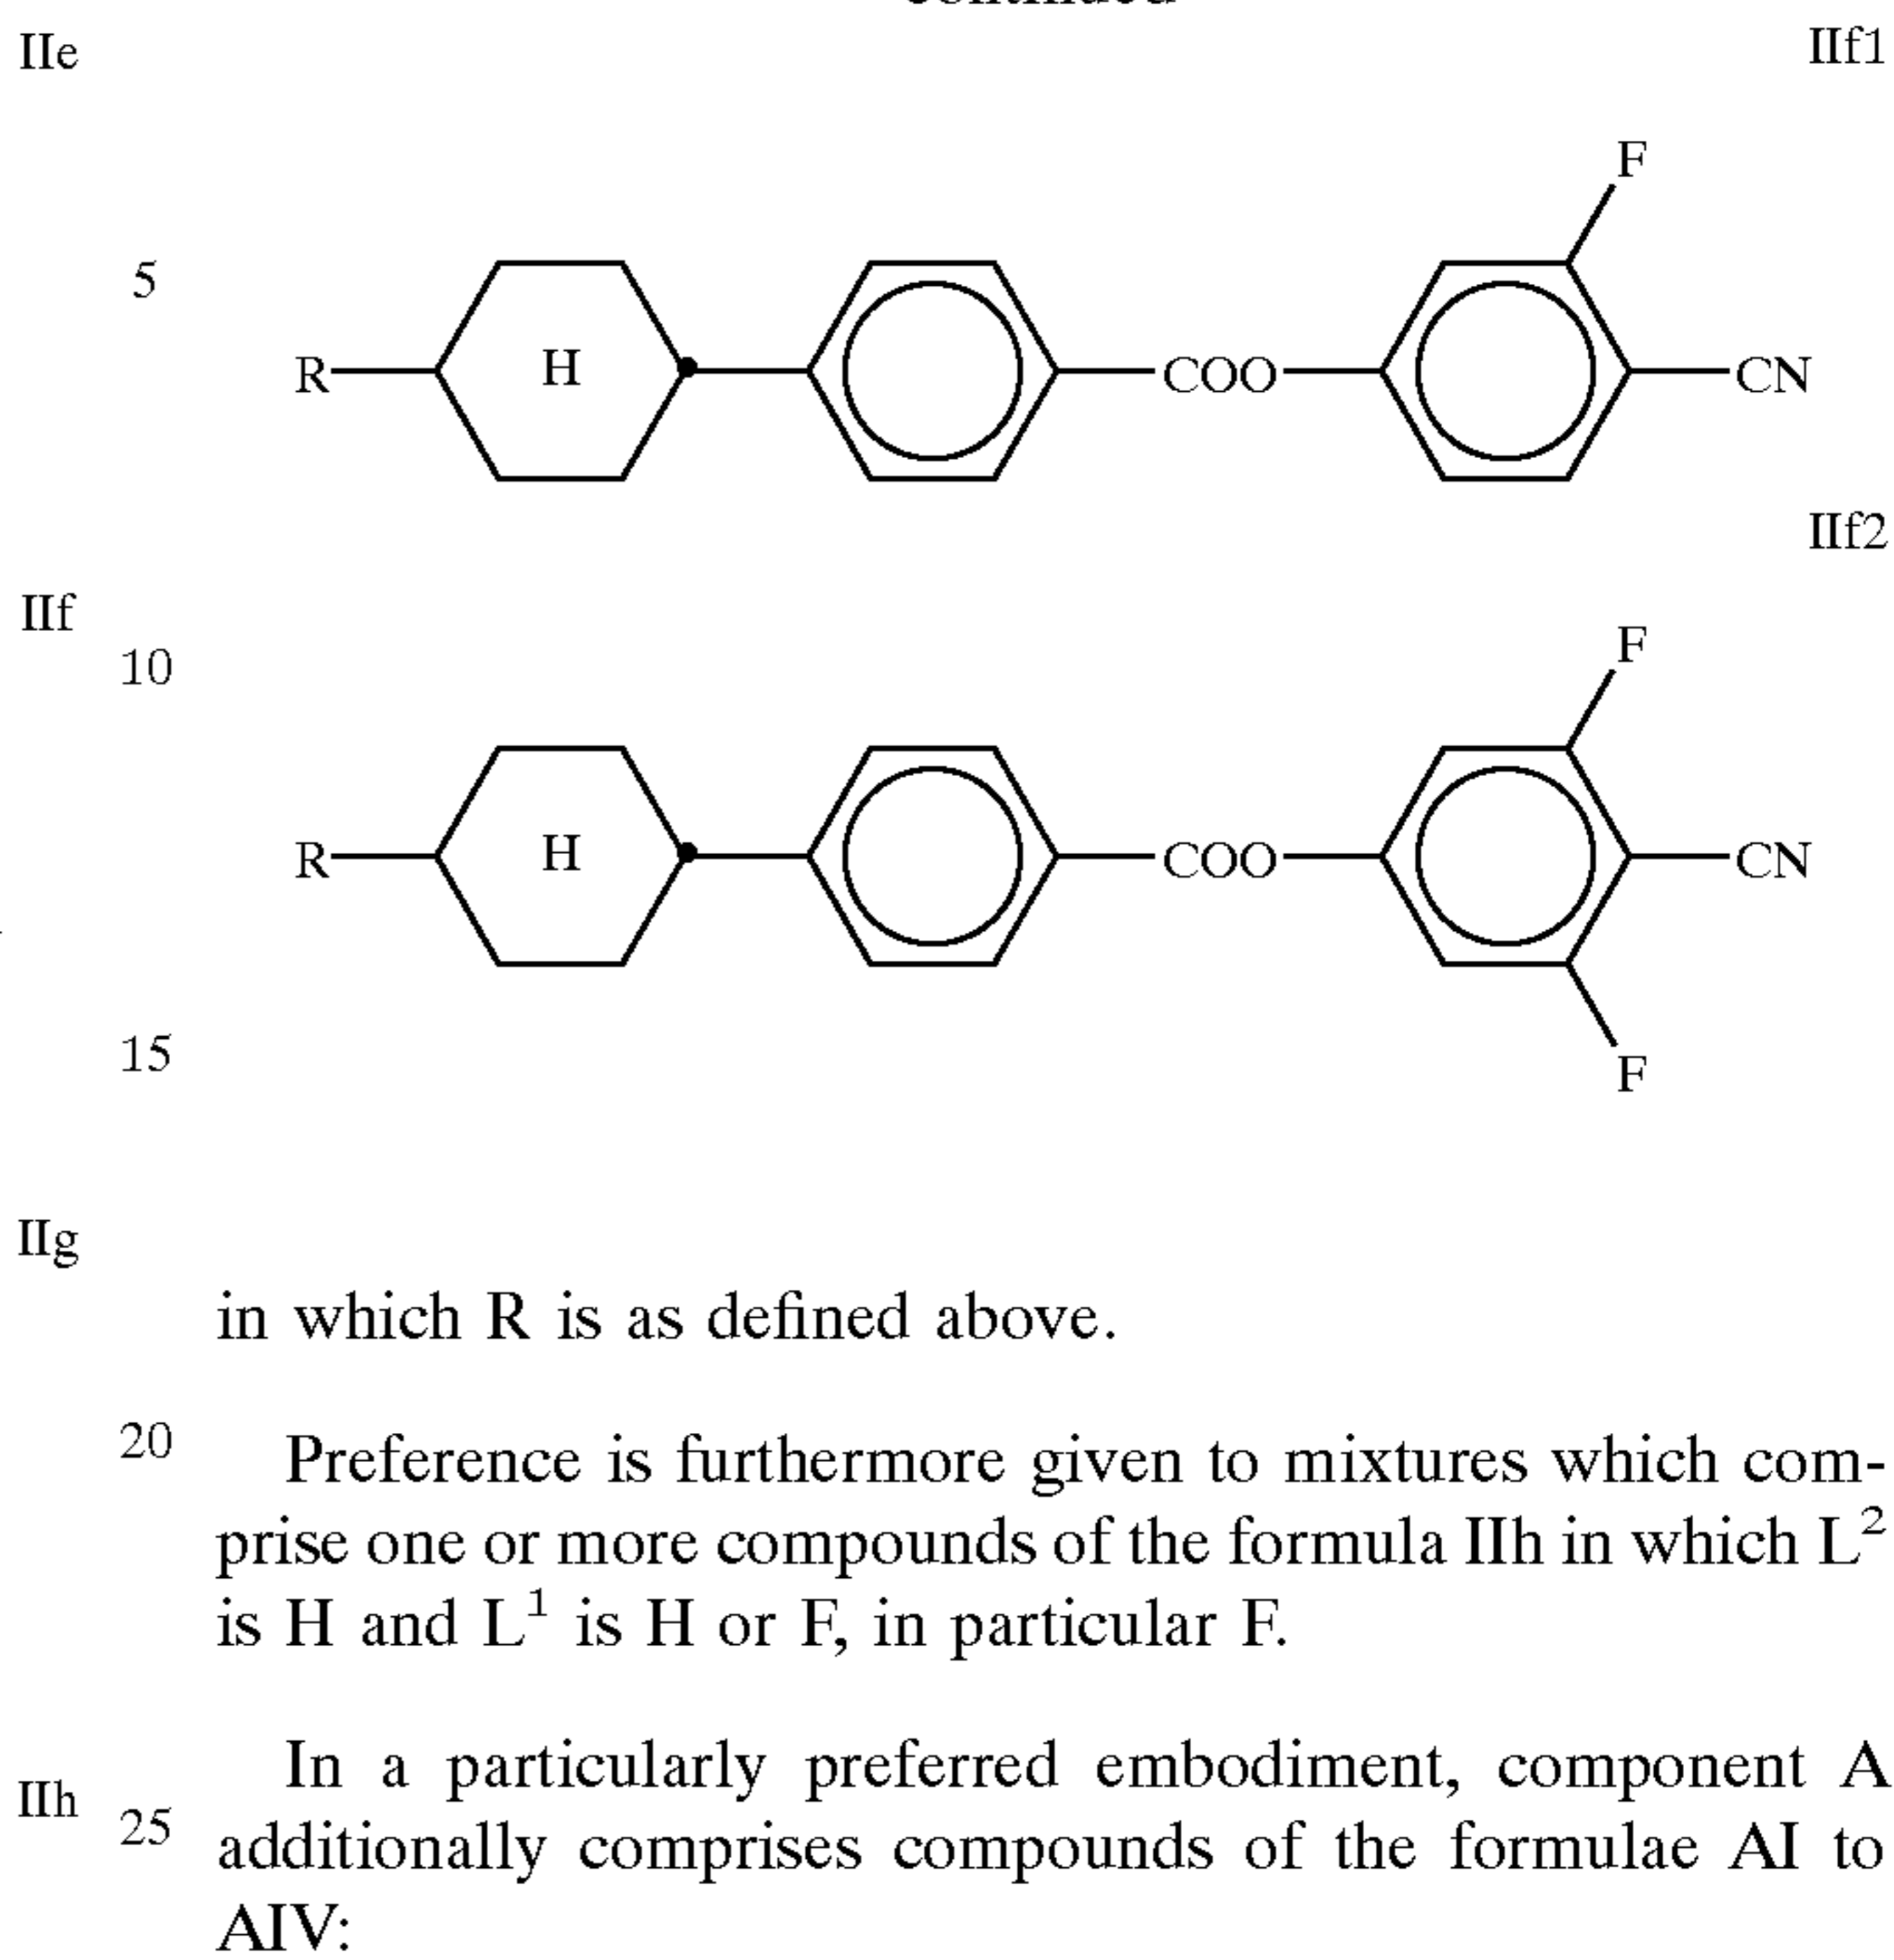 IIe IIf1
F
5
R H COO CN
IIf2
IIf
10
F
R H COO CN
15
F
IIg
in which R is as defined above.
20
Preference is furthermore given to mixtures which com-
prise one or more compounds of the formula IIh in which L²
is H and L¹ is H or F, in particular F.
In a particularly preferred embodiment, component A
IIh 25
additionally comprises compounds of the formulae AI to
AIV: